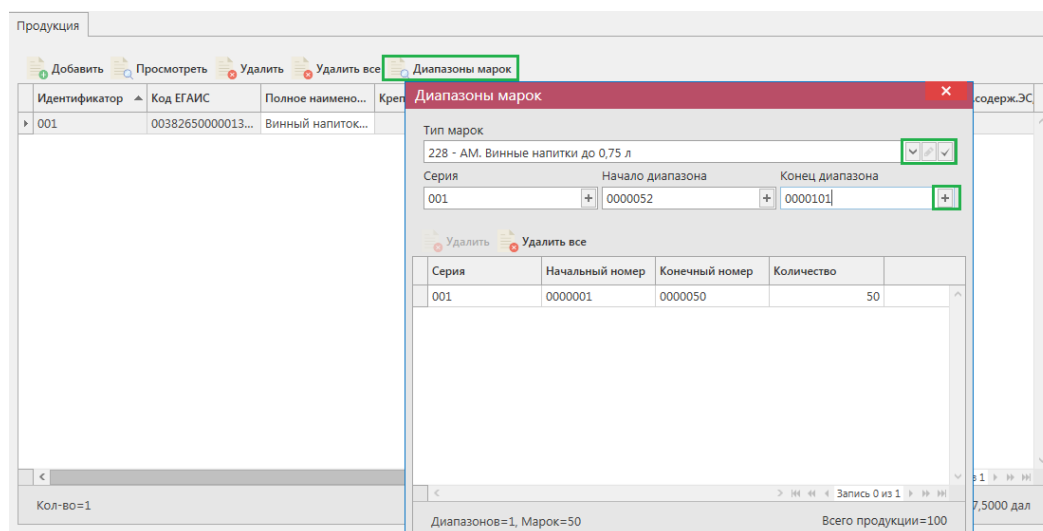 Продукция
Добавить Просмотреть Удалить Удалить все Диапазоны марок
Идентификатор Код ЕГАИС Полное наимено... Креп содерж.ЭС
001 00382650000013... Винный напиток...
Диапазоны марок
Тип марок
228 - АМ. Винные напитки до 0,75 л
Серия Начало диапазона Конец диапазона
001 0000052 0000101
Удалить Удалить все
Серия Начальный номер Конечный номер Количество
001 0000001 0000050 50
Запись 0 из 1
Диапазонов=1, Марок=50 Всего продукции=100
Кол-во=1 7,5000 дал